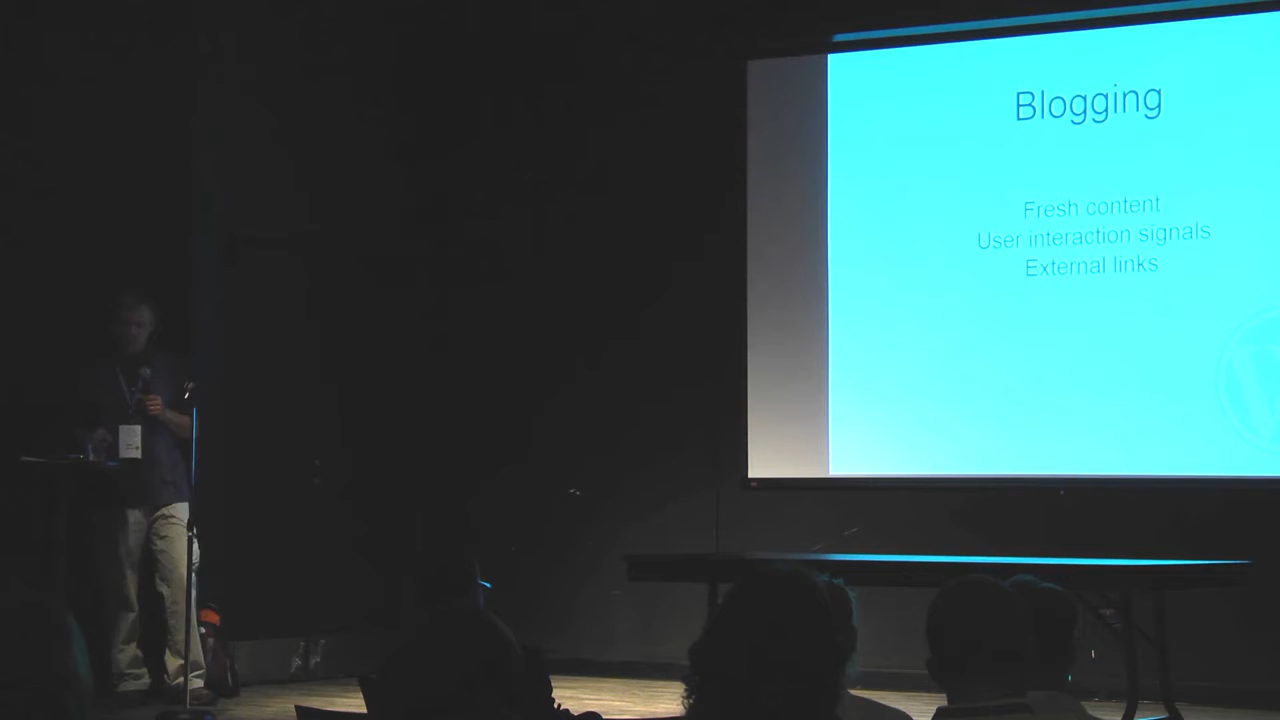 Blogging
Fresh content
User interaction signals
External links